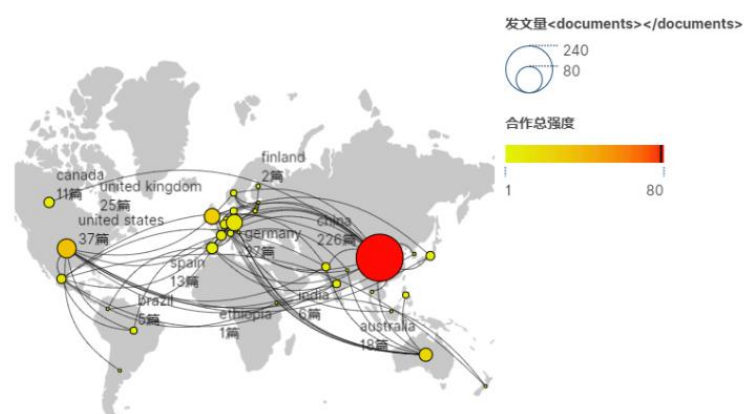 发文量<documents></documents>
240
80
合作总强度
1
80
finland
2篇
canada
11篇
united kingdom
25篇
united states
37篇
china
226篇
germany
27篇
spain
13篇
india
6篇
brazil
5篇
ethiopia
1篇
australia
18篇